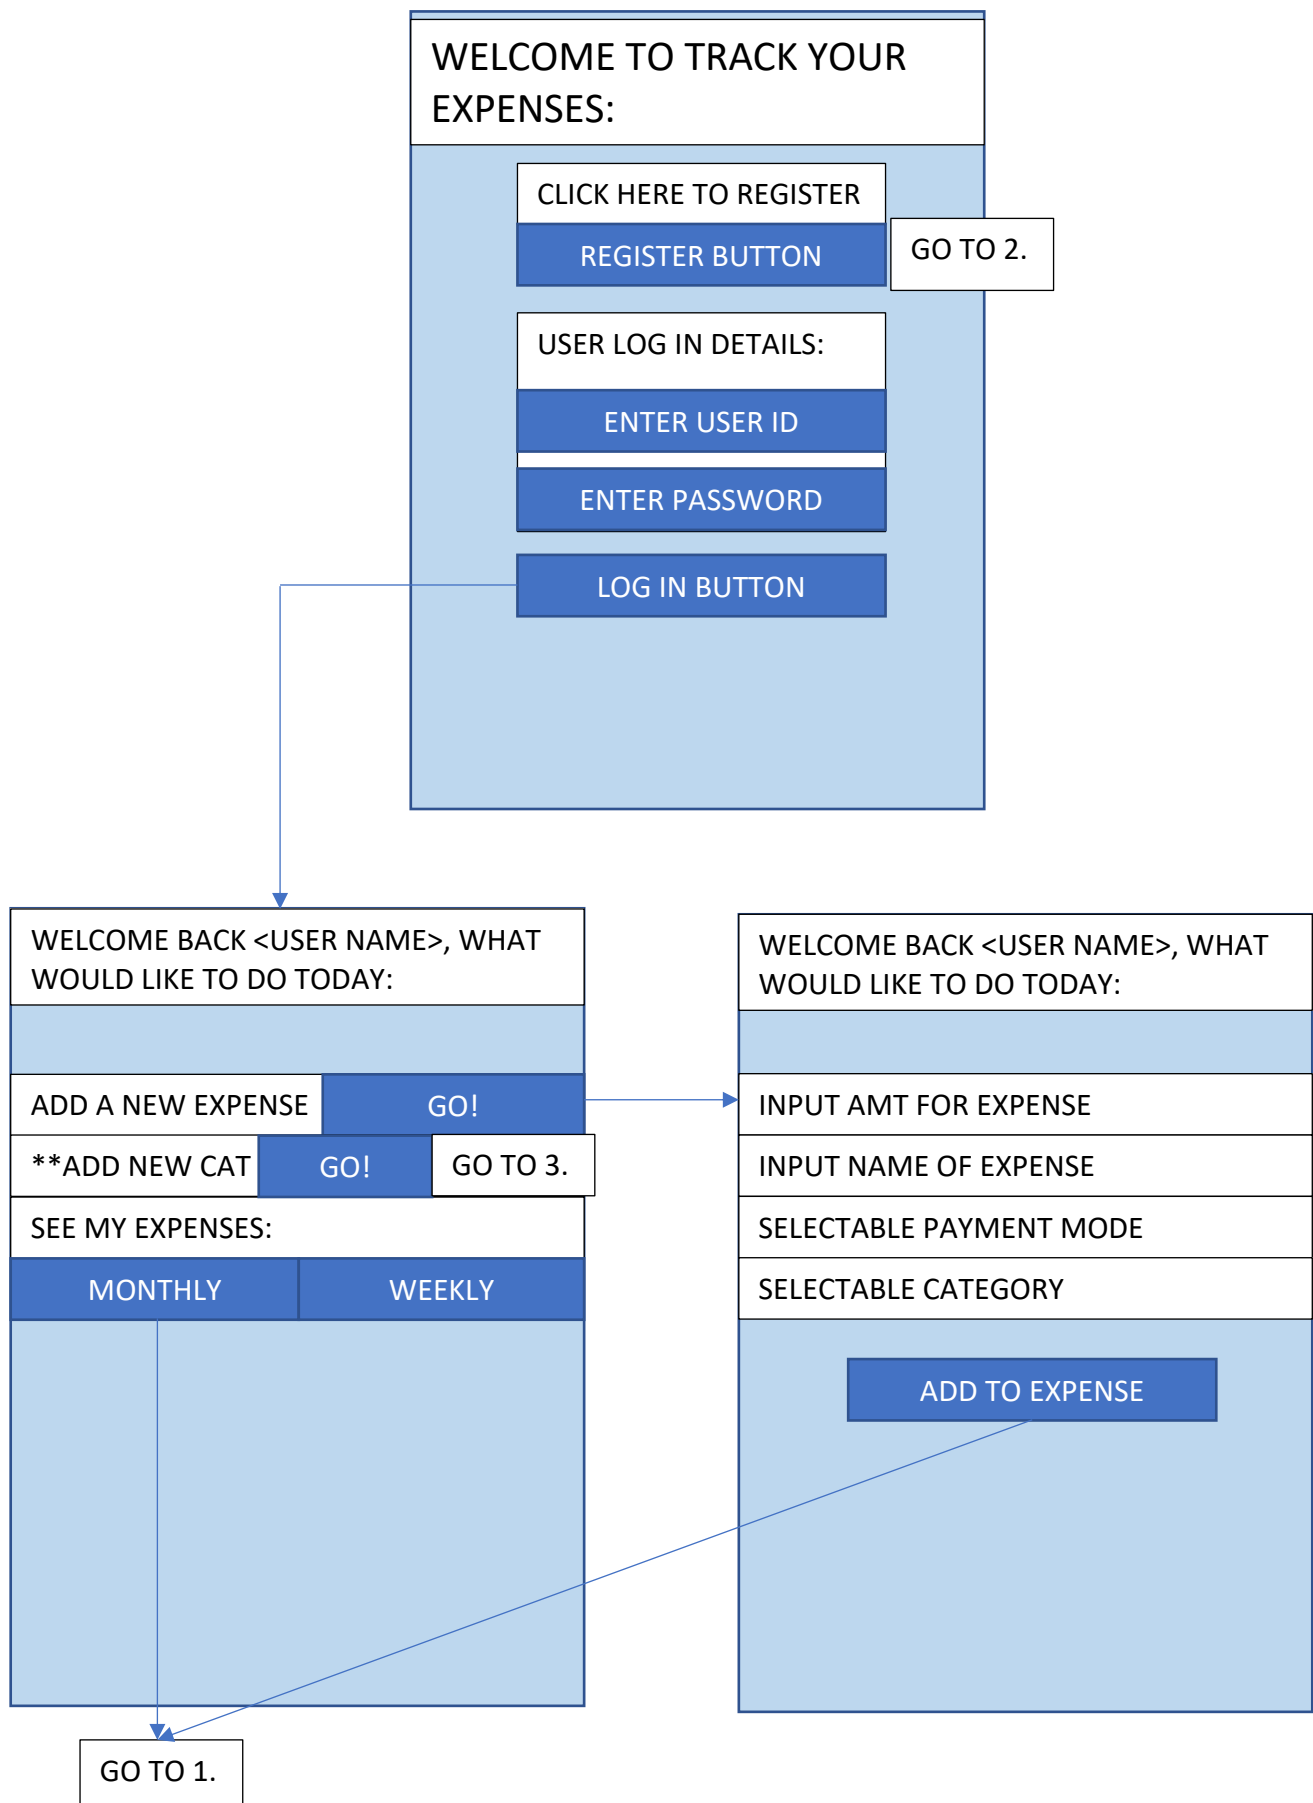 WELCOME TO TRACK YOUR
EXPENSES:
CLICK HERE TO REGISTER
REGISTER BUTTON
GO TO 2.
USER LOG IN DETAILS:
ENTER USER ID
ENTER PASSWORD
LOG IN BUTTON
WELCOME BACK <USER NAME>, WHAT
WOULD LIKE TO DO TODAY:
ADD A NEW EXPENSE
GO!
**ADD NEW CAT
GO!
GO TO 3.
SEE MY EXPENSES:
MONTHLY
WEEKLY
WELCOME BACK <USER NAME>, WHAT
WOULD LIKE TO DO TODAY:
INPUT AMT FOR EXPENSE
INPUT NAME OF EXPENSE
SELECTABLE PAYMENT MODE
SELECTABLE CATEGORY
ADD TO EXPENSE
GO TO 1.